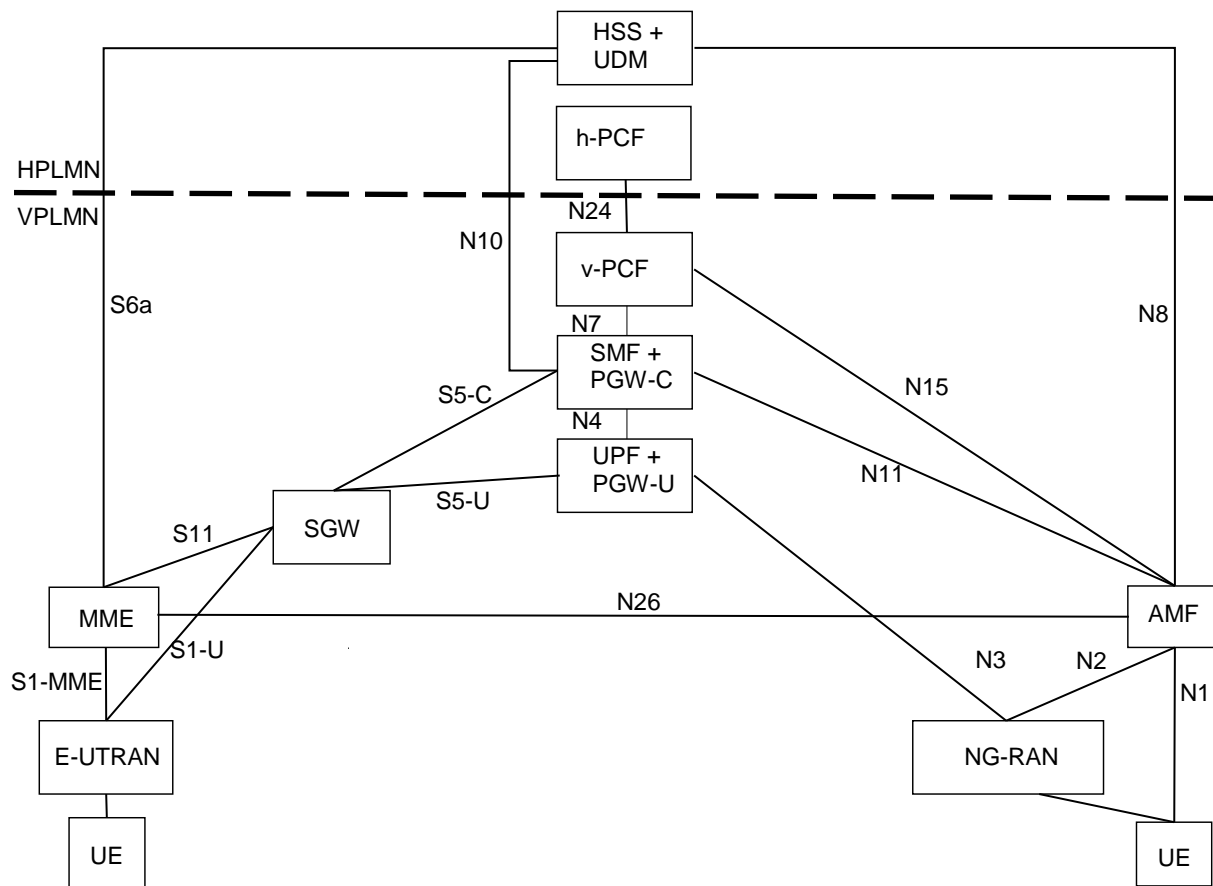 HSS +
UDM
h-PCF
HPLMN
VPLMN
N24
N10
v-PCF
S6a
N8
N7
SMF +
PGW-C
S5-C
N15
N4
UPF +
PGW-U
N11
S5-U
SGW
S11
MME
N26
AMF
S1-U
N3
N2
S1-MME
N1
E-UTRAN
NG-RAN
UE
UE